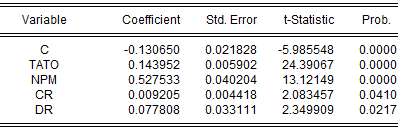 Variable Coefficient Std. Error t-Statistic Prob.
C -0.130650 0.021828 -5.985548 0.0000
TATO 0.143952 0.005902 24.39067 0.0000
NPM 0.527533 0.040204 13.12149 0.0000
CR 0.009205 0.004418 2.083457 0.0410
DR 0.077808 0.033111 2.349909 0.0217